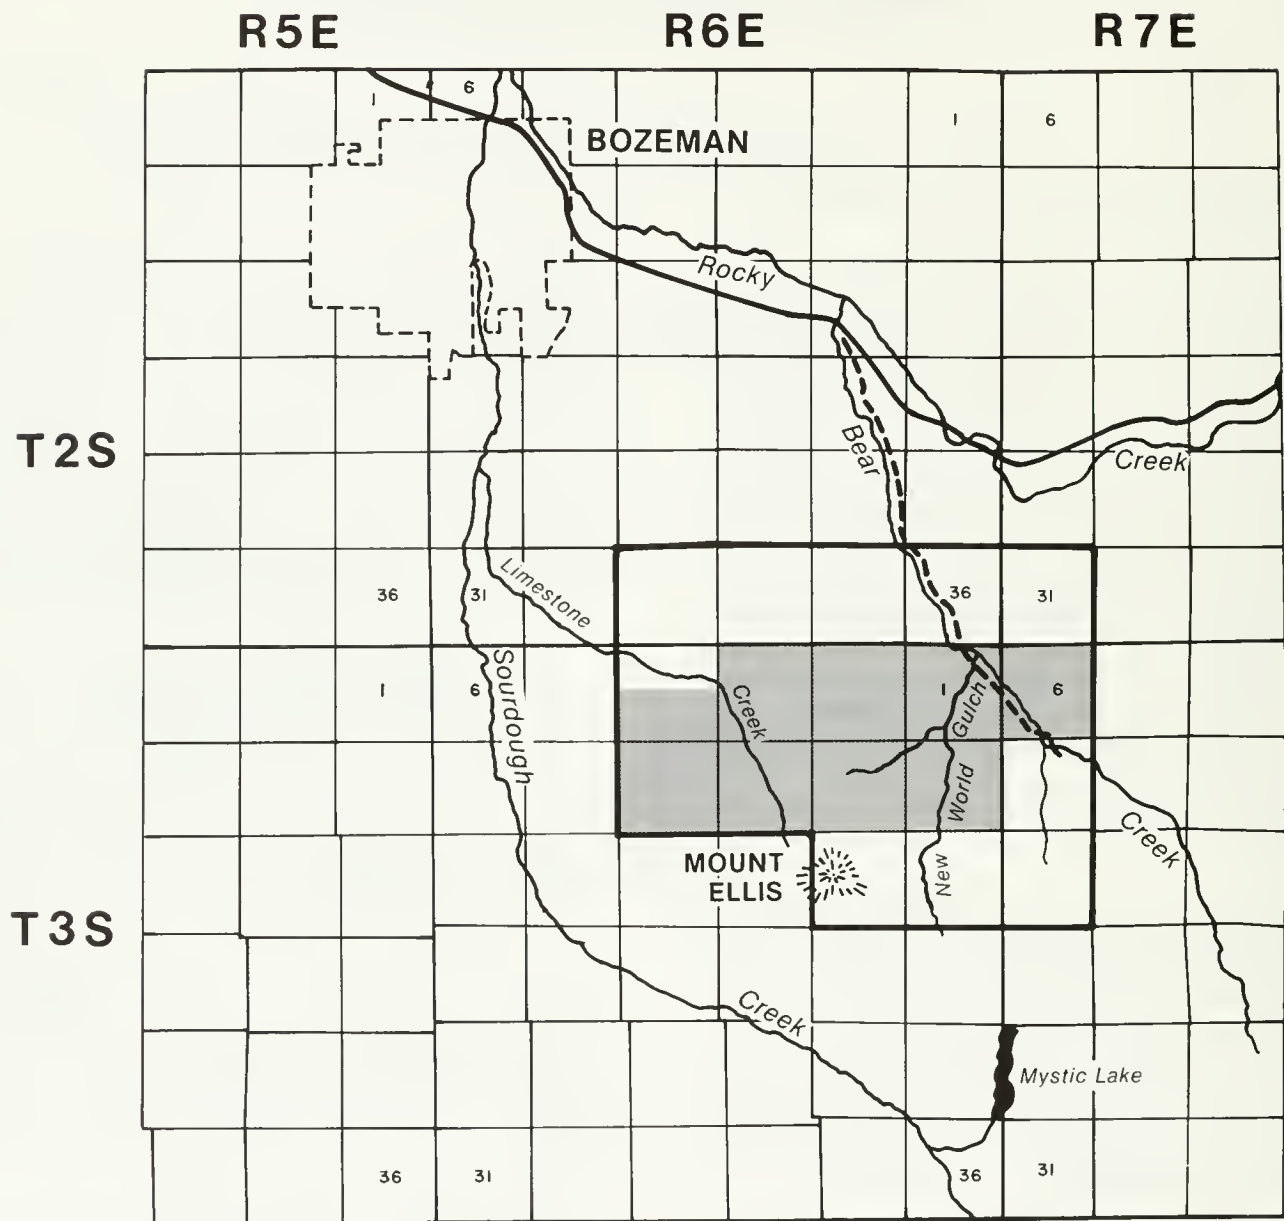 R5E R6E R7E
1 6 1 6
BOZEMAN
Rocky
T2S
Bear
Creek
36 31 Limestone 36 31
1 6 Sourdough Creek 1 Gulch 6
World
MOUNT
ELLIS
New
Creek
T3S
Creek
Mystic Lake
36 31 36 31